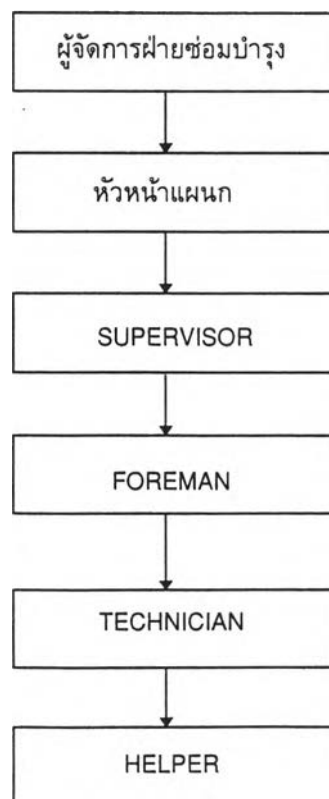 ผู้จัดการฝ่ายซ่อมบำรุง
หัวหน้าแผนก
SUPERVISOR
FOREMAN
TECHNICIAN
HELPER